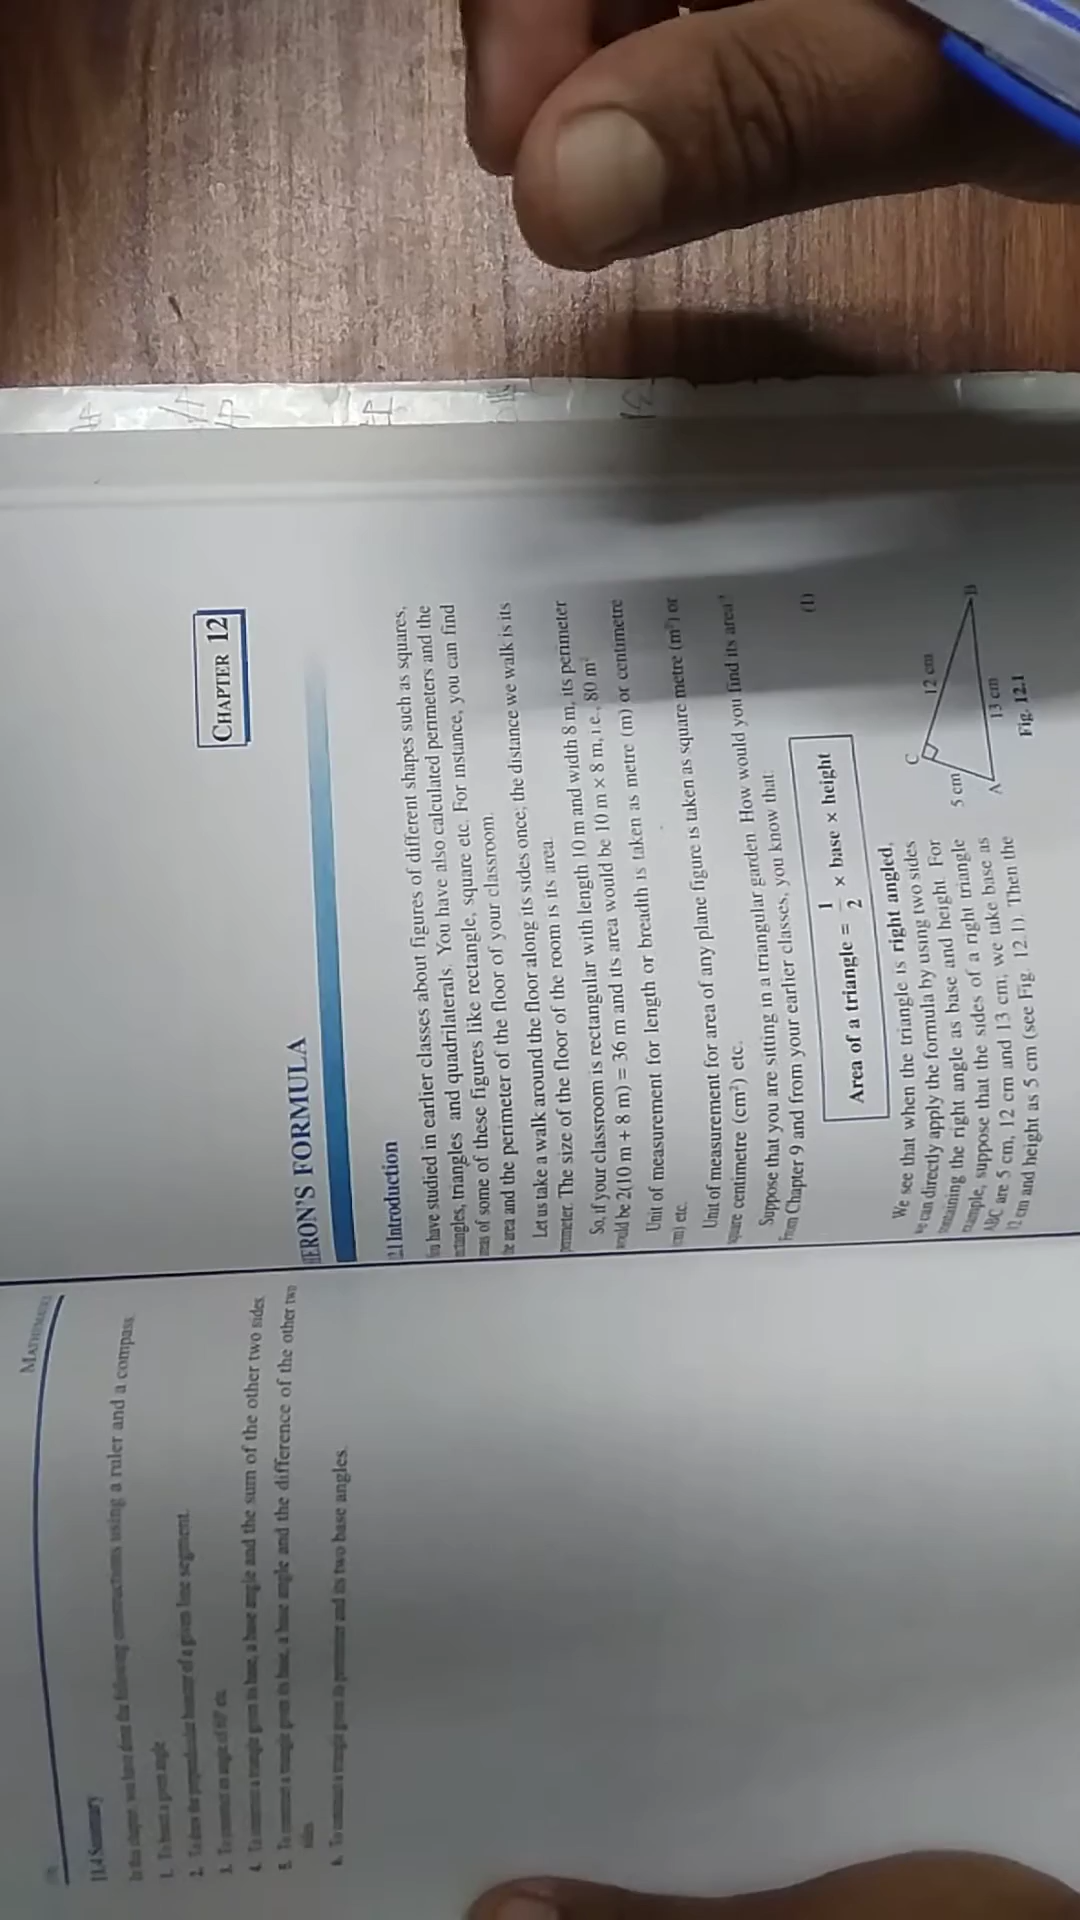 MATHEMATICS
11.4 Summary
In this chapter, you have done the following constructions using a ruler and a compass
1. To bisect a given angle
2. To draw the perpendicular bisector of a given line segment.
3. To construct an angle of 60° etc.
4. To construct a triangle given its base, a base angle and the sum of the other two sides
5. To construct a triangle given its base, a base angle and the difference of the other two
sides
6. To construct a triangle given its perimeter and its two base angles.
CHAPTER 12
HERON'S FORMULA
12.1 Introduction
You have studied in earlier classes about figures of different shapes such as squares,
rectangles, triangles and quadrilaterals. You have also calculated perimeters and the
areas of some of these figures like rectangle, square etc. For instance, you can find
the area and the perimeter of the floor of your classroom.
Let us take a walk around the floor along its sides once; the distance we walk is its
perimeter. The size of the floor of the room is its area.
So, if your classroom is rectangular with length 10 m and width 8 m, its perimeter
would be 2(10 m + 8 m) = 36 m and its area would be 10 m × 8 m, i.e., 80 m²
Unit of measurement for length or breadth is taken as metre (m) or centimetre
(cm) etc.
Unit of measurement for area of any plane figure is taken as square metre (m²) or
square centimetre (cm²) etc.
Suppose that you are sitting in a triangular garden. How would you find its area?
From Chapter 9 and from your earlier classes, you know that:
Area of a triangle = 1/2 × base × height
(I)
We see that when the triangle is right angled,
we can directly apply the formula by using two sides
containing the right angle as base and height. For
example, suppose that the sides of a right triangle
ABC are 5 cm, 12 cm and 13 cm; we take base as
12 cm and height as 5 cm (see Fig. 12.1). Then the
C
12 cm
5 cm
B
A
13 cm
Fig. 12.1